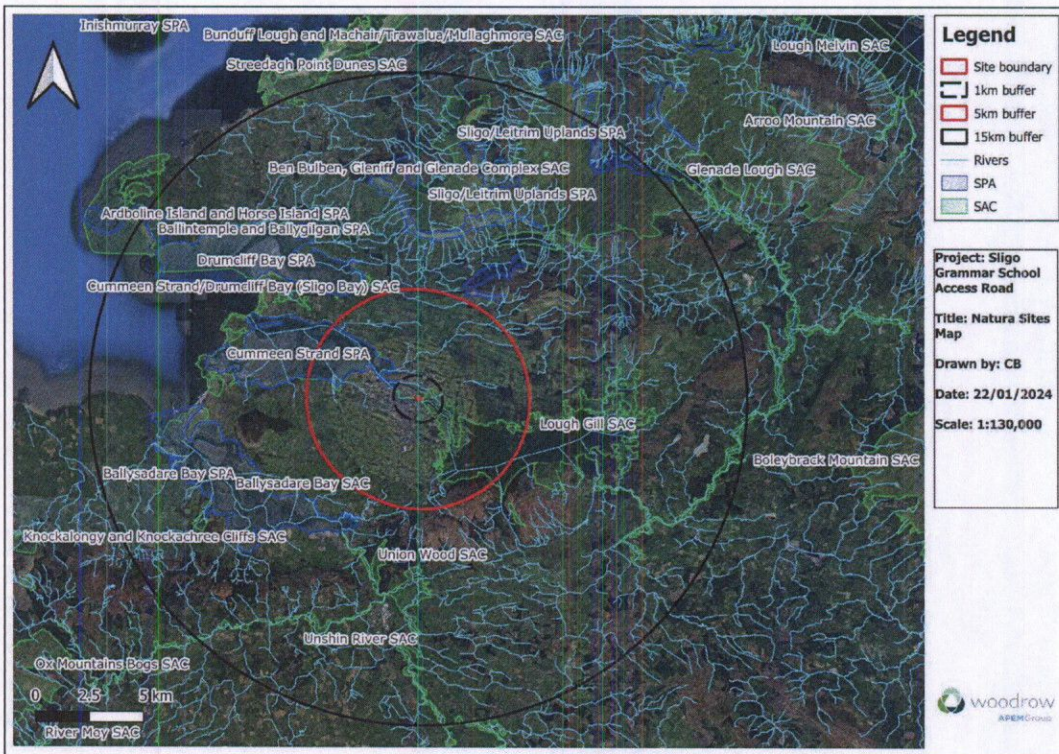 Inishmurray SPA
Bunduff Lough and Machair/Trawalua/Mullaghmore SAC
Streedagh Point Dunes SAC
Lough Melvin SAC
Arroo Mountain SAC
Sligo/Leitrim Uplands SPA
Ben Bulben, Gleniff and Glenade Complex SAC
Glenade Lough SAC
Sligo/Leitrim Uplands SPA
Ardboline Island and Horse Island SPA
Ballintemple and Ballygilgan SPA
Drumcliff Bay SPA
Cummeen Strand/Drumcliff Bay (Sligo Bay) SAC
Cummeen Strand SPA
Lough Gill SAC
Boleybrack Mountain SAC
Ballysadare Bay SPA
Ballysadare Bay SAC
Knockalongy and Knockachree Cliffs SAC
Union Wood SAC
Unshin River SAC
Ox Mountains Bogs SAC
0 2.5 5 km
River Moy SAC
Legend
Site boundary
1km buffer
5km buffer
15km buffer
Rivers
SPA
SAC
Project: Sligo
Grammar School
Access Road
Title: Natura Sites
Map
Drawn by: CB
Date: 22/01/2024
Scale: 1:130,000
woodrow
APEMGroup